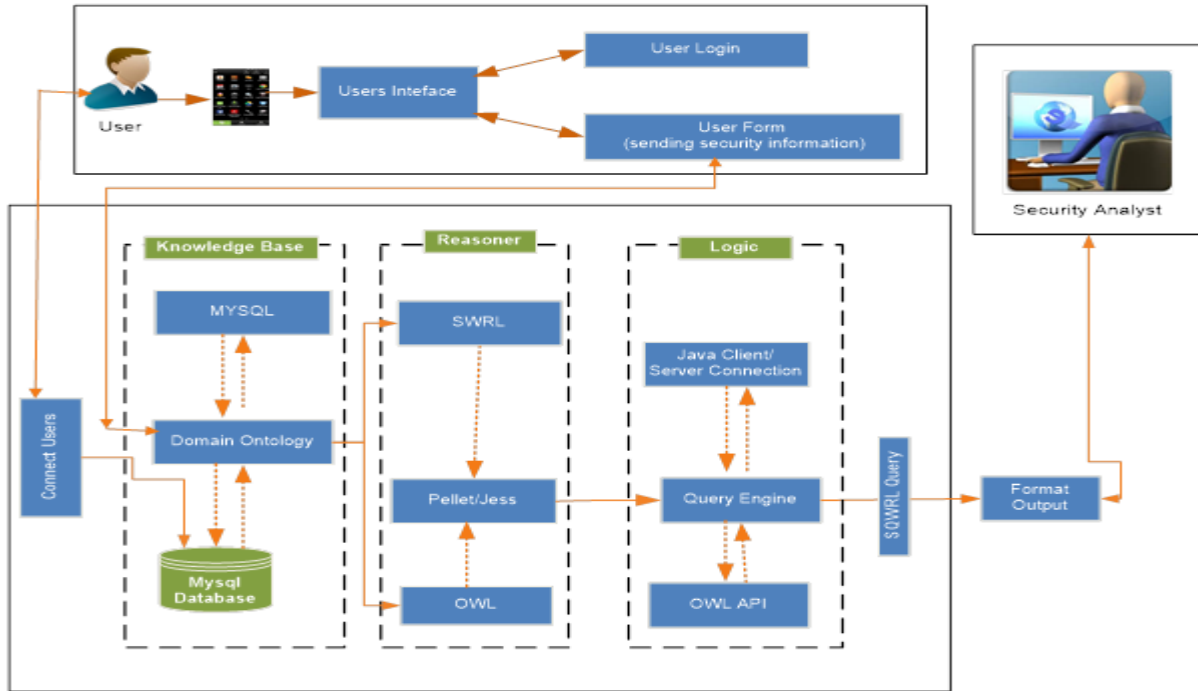 User Login
Users Inteface
User
User Form
(sending security information)
Security Analyst
Knowledge Base
Reasoner
Logic
MYSQL
SWRL
Java Client/
Server Connection
Connect Users
Domain Ontology
Pellet/Jess
Query Engine
SQWRL Query
Format
Output
Mysql
Database
OWL
OWL API